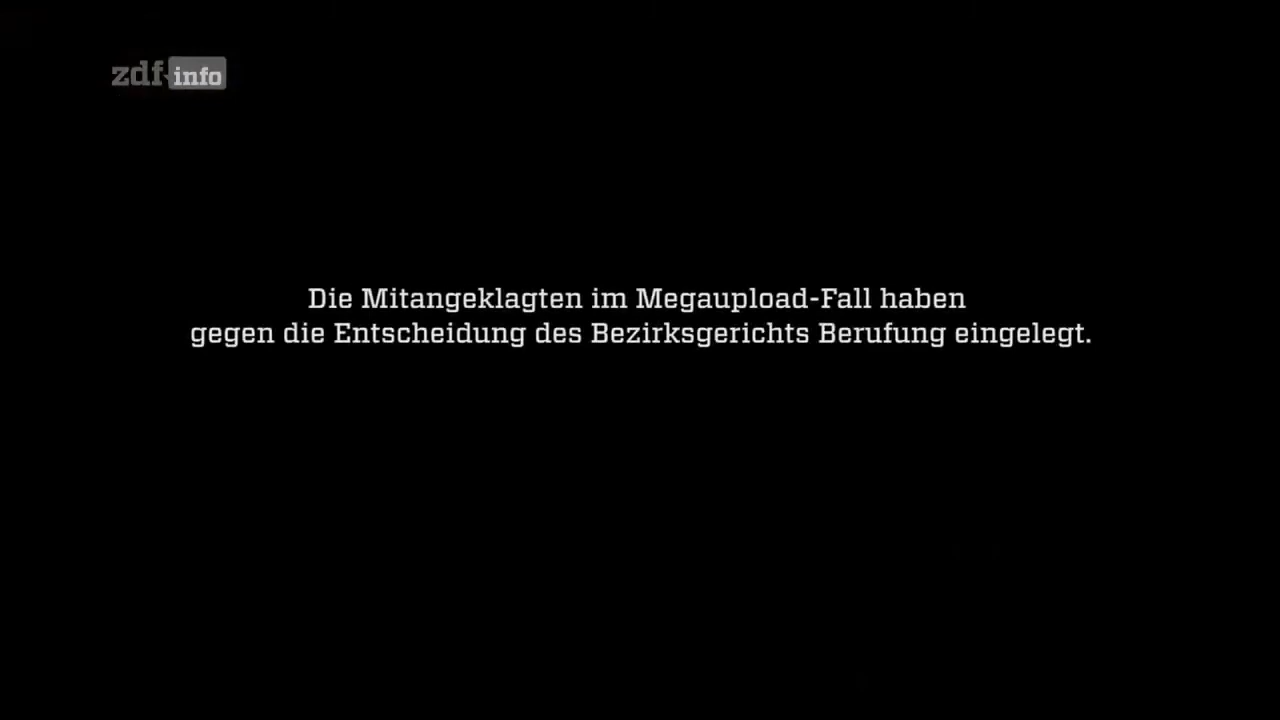 zdf info
Die Mitangeklagten im Megaupload-Fall haben
gegen die Entscheidung des Bezirksgerichts Berufung eingelegt.